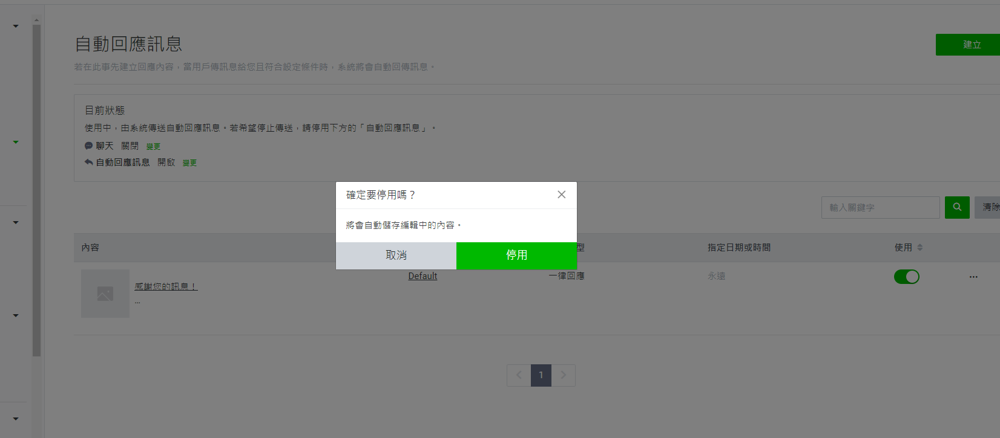 自動回應訊息
建立
若在此事先建立回應內容，當用戶傳訊息給您且符合設定條件時，系統將會自動回傳訊息。
目前狀態
使用中，由系統傳送自動回應訊息。若希望停止傳送，請停用下方的「自動回應訊息」。
聊天 關閉 變更
自動回應訊息 開啟 變更
確定要停用嗎？
將會自動儲存編輯中的內容。
取消 停用
輸入關鍵字
清除
內容 型 指定日期或時間 使用
感謝您的訊息！
...
Default 一律回應 永遠
1